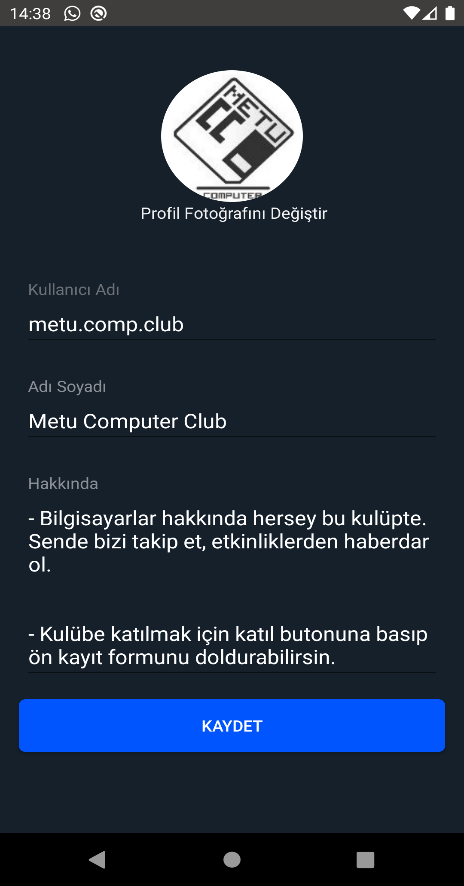 14:38
METU
CC
COMPUTER
Profil Fotoğrafını Değiştir
Kullanıcı Adı
metu.comp.club
Adı Soyadı
Metu Computer Club
Hakkında
- Bilgisayarlar hakkında hersey bu kulüpte.
Sende bizi takip et, etkinliklerden haberdar
ol.
- Kulübe katılmak için katıl butonuna basıp
ön kayıt formunu doldurabilirsin.
KAYDET